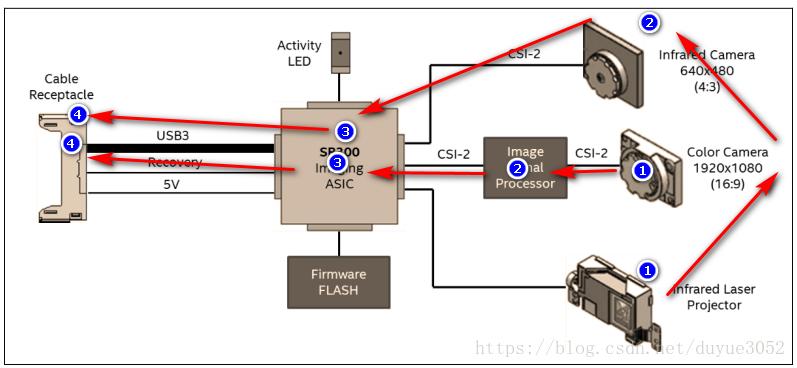 Activity
LED
Cable
Receptacle
CSI-2
2
Infrared Camera
640x480
(4:3)
4
3
4
USB3
SR300
3
Imaging
ASIC
CSI-2
Image
Signal
2
Processor
CSI-2
1
Color Camera
1920x1080
(16:9)
Recovery
5V
Firmware
FLASH
1
Infrared Laser
Projector
https://blog.csdn.net/duyue3052